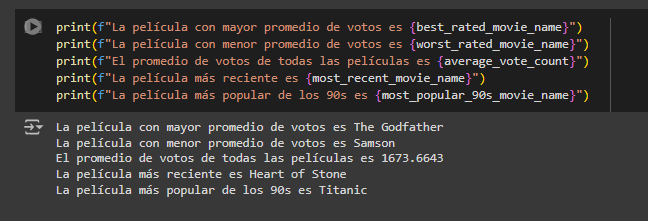 print(f"La película con mayor promedio de votos es {best_rated_movie_name}")
print(f"La película con menor promedio de votos es {worst_rated_movie_name}")
print(f"El promedio de votos de todas las películas es {average_vote_count}")
print(f"La película más reciente es {most_recent_movie_name}")
print(f"La película más popular de los 90s es {most_popular_90s_movie_name}")
La película con mayor promedio de votos es The Godfather
La película con menor promedio de votos es Samson
El promedio de votos de todas las películas es 1673.6643
La película más reciente es Heart of Stone
La película más popular de los 90s es Titanic